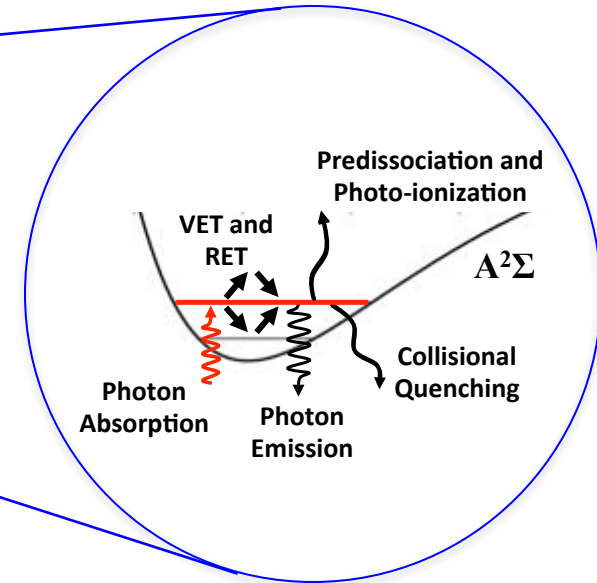 Predissociation and
Photo-ionization
VET and
RET
A²Σ
Photon
Absorption
Photon
Emission
Collisional
Quenching